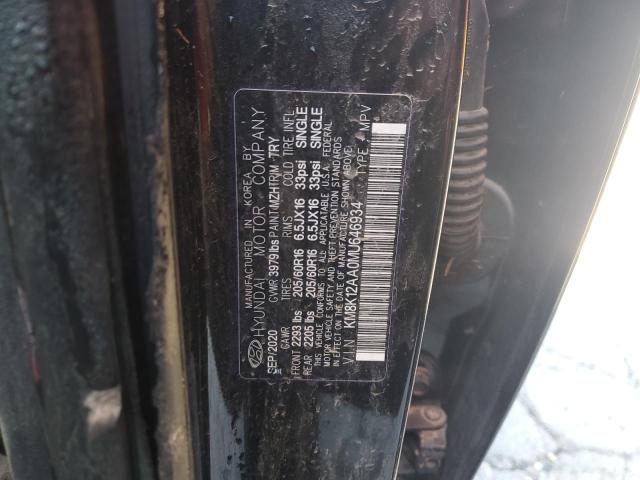 MANUFACTURED IN KOREA BY
HYUNDAI MOTOR COMPANY
SEP/2020 GVWR 3979 lbs PAINT: MZH TRIM: TRY
GAWR TIRES RIMS COLD TIRE INFL
FRONT 2293 lbs 205/60R16 6.5JX16 33psi SINGLE
REAR 2205 lbs 205/60R16 6.5JX16 33psi SINGLE
THIS VEHICLE CONFORMS TO ALL APPLICABLE U.S.A. FEDERAL
MOTOR VEHICLE SAFETY AND THEFT PREVENTION STANDARDS
IN EFFECT ON THE DATE OF MANUFACTURE SHOWN ABOVE.
V.I.N : KM8K12AA0MU646934
TYPE : MPV